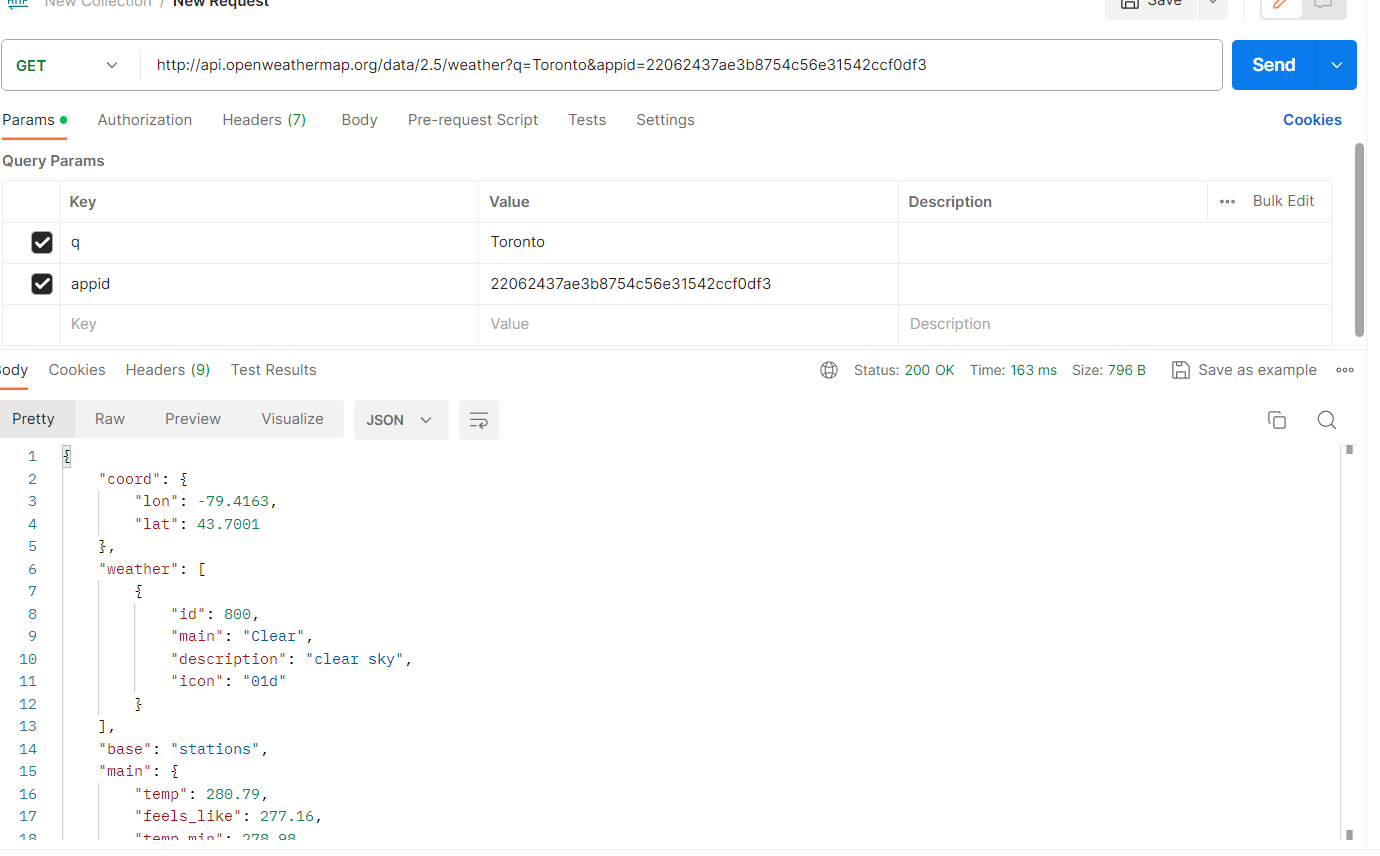 HTTP New Collection / New Request Save
GET http://api.openweathermap.org/data/2.5/weather?q=Toronto&appid=22062437ae3b8754c56e31542ccf0df3 Send
Params Authorization Headers (7) Body Pre-request Script Tests Settings Cookies
Query Params
Key Value Description Bulk Edit
q Toronto
appid 22062437ae3b8754c56e31542ccf0df3
Key Value Description
ody Cookies Headers (9) Test Results Status: 200 OK Time: 163 ms Size: 796 B Save as example
Pretty Raw Preview Visualize JSON
1 {
2 "coord": {
3 "lon": -79.4163,
4 "lat": 43.7001
5 },
6 "weather": [
7 {
8 "id": 800,
9 "main": "Clear",
10 "description": "clear sky",
11 "icon": "01d"
12 }
13 ],
14 "base": "stations",
15 "main": {
16 "temp": 280.79,
17 "feels_like": 277.16,
18 "temp_min": 278.98